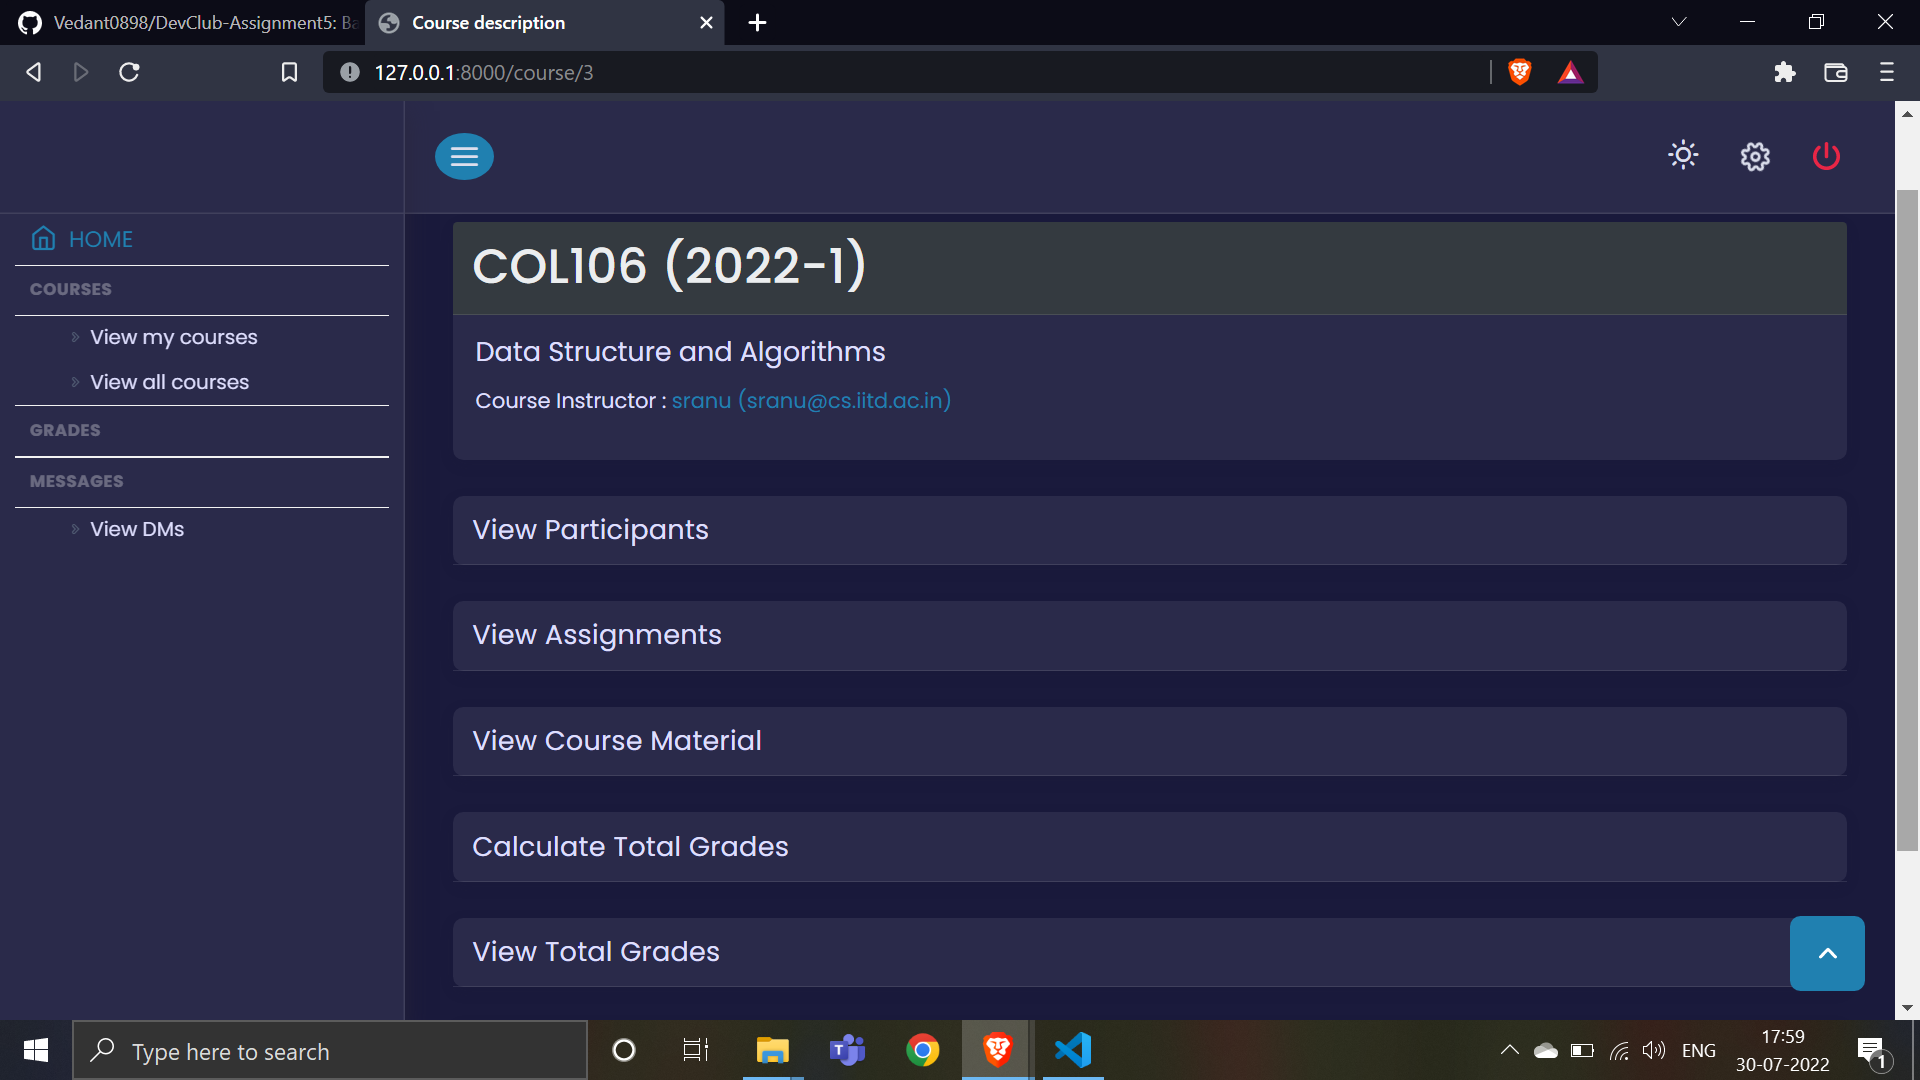 Vedant0898/DevClub-Assignment5: Ba
Course description
127.0.0.1:8000/course/3
HOME
COURSES
View my courses
View all courses
GRADES
MESSAGES
View DMs
COL106 (2022-1)
Data Structure and Algorithms
Course Instructor : sranu (sranu@cs.iitd.ac.in)
View Participants
View Assignments
View Course Material
Calculate Total Grades
View Total Grades
Type here to search
ENG
17:59
30-07-2022
1